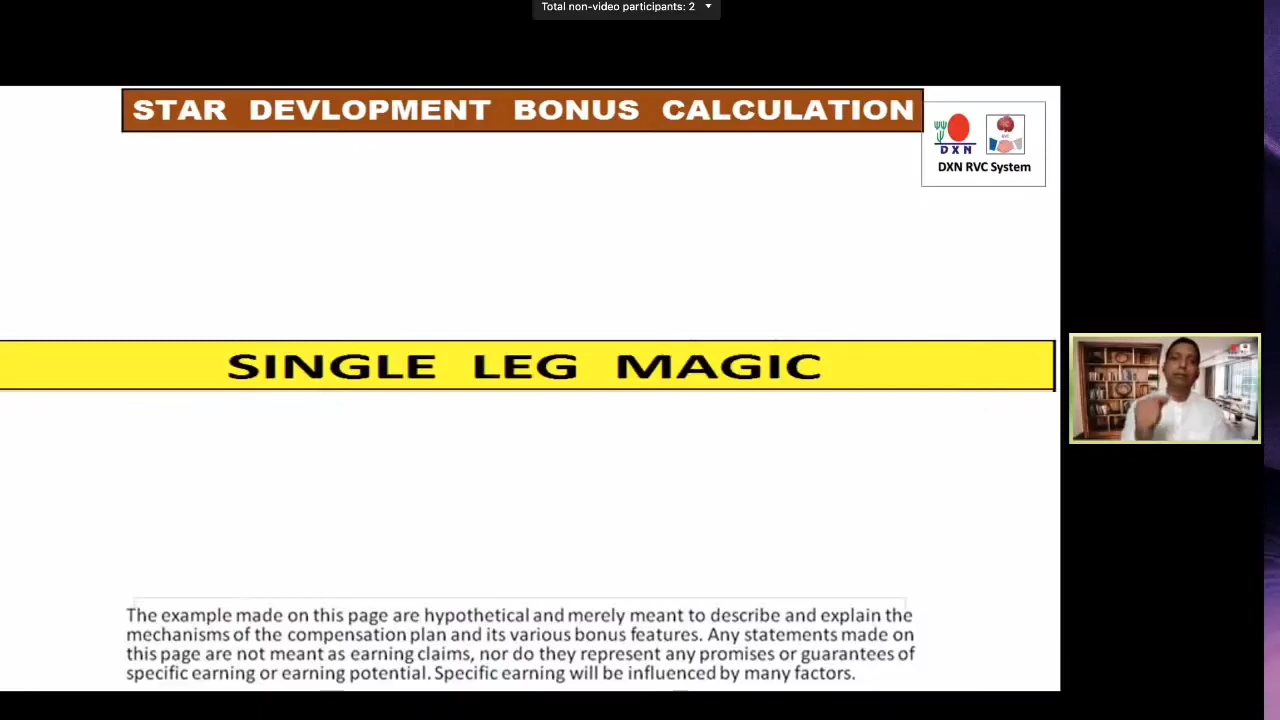 Total non-video participants: 2
STAR DEVLOPMENT BONUS CALCULATION
DXN
DXN RVC System
SINGLE LEG MAGIC
The example made on this page are hypothetical and merely meant to describe and explain the
mechanisms of the compensation plan and its various bonus features. Any statements made on
this page are not meant as earning claims, nor do they represent any promises or guarantees of
specific earning or earning potential. Specific earning will be influenced by many factors.